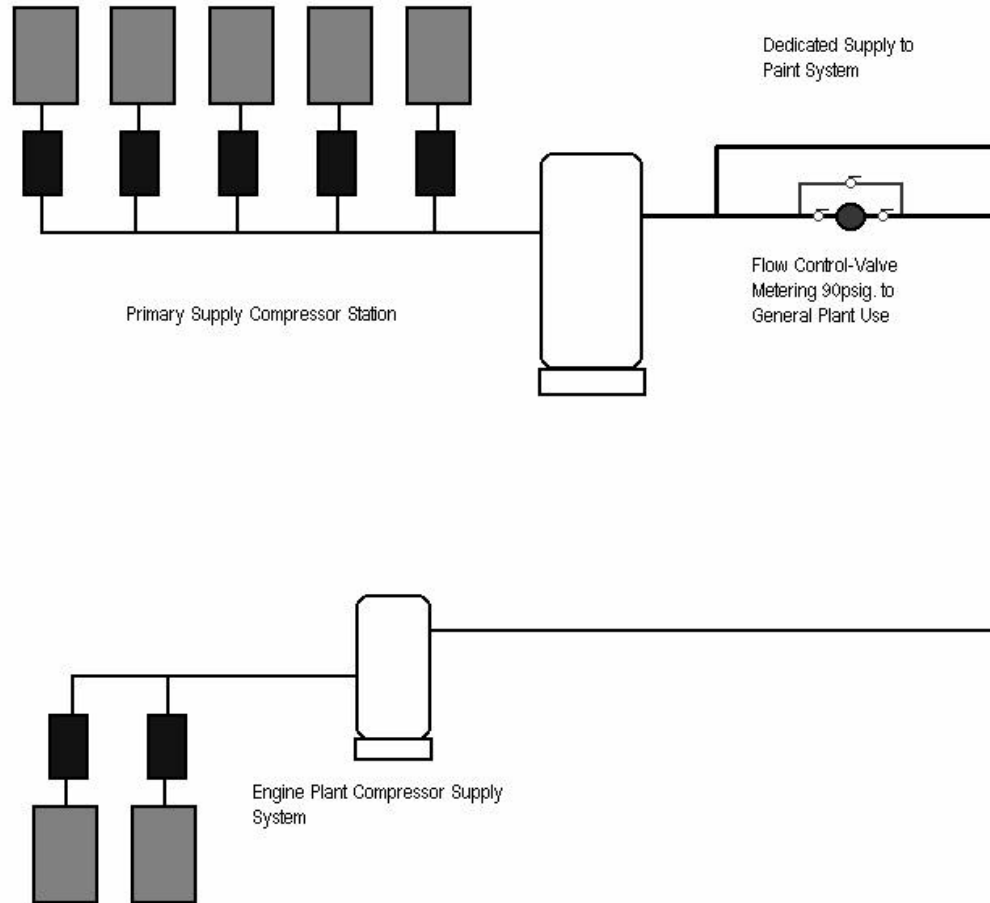 Dedicated Supply to
Paint System
Flow Control-Valve
Metering 90psig. to
General Plant Use
Primary Supply Compressor Station
Engine Plant Compressor Supply
System